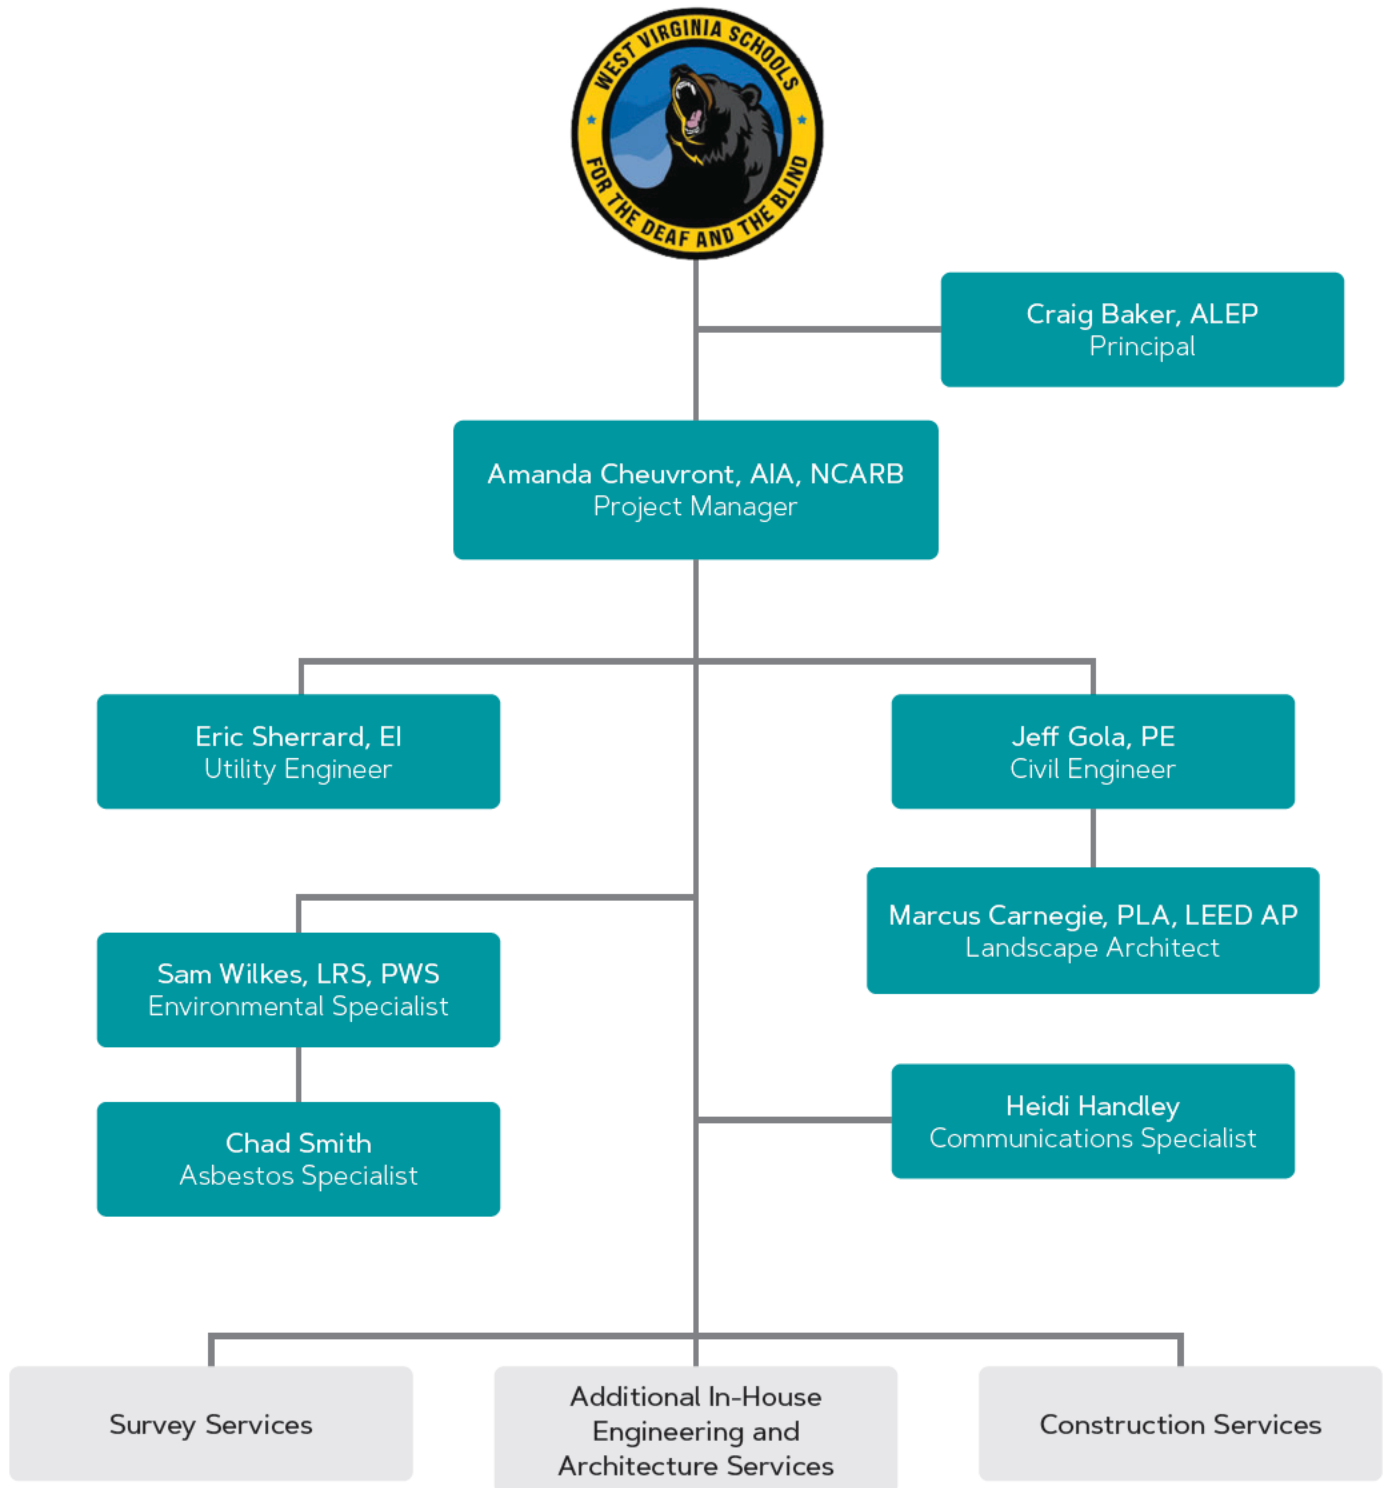 WEST VIRGINIA SCHOOLS
FOR THE DEAF AND THE BLIND
Craig Baker, ALEP
Principal
Amanda Cheuvront, AIA, NCARB
Project Manager
Eric Sherrard, EI
Utility Engineer
Jeff Gola, PE
Civil Engineer
Marcus Carnegie, PLA, LEED AP
Landscape Architect
Sam Wilkes, LRS, PWS
Environmental Specialist
Heidi Handley
Communications Specialist
Chad Smith
Asbestos Specialist
Survey Services
Additional In-House
Engineering and
Architecture Services
Construction Services